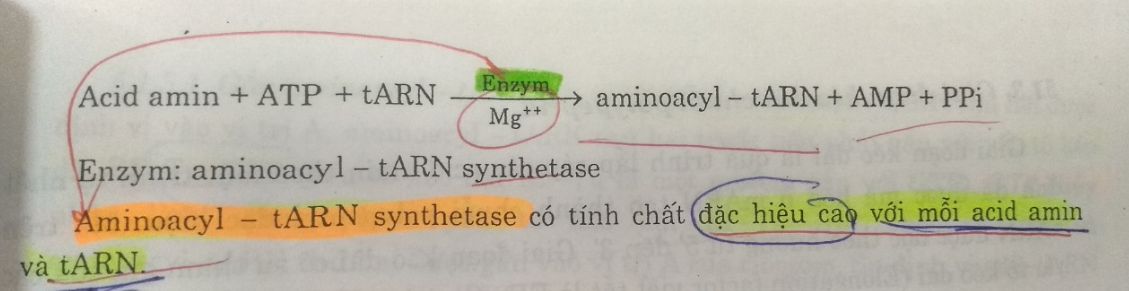 Acid amin + ATP + tARN Enzym Mg⁺⁺ → aminoacyl – tARN + AMP + PPi
Enzym: aminoacyl – tARN synthetase
Aminoacyl – tARN synthetase có tính chất đặc hiệu cao với mỗi acid amin
và tARN.